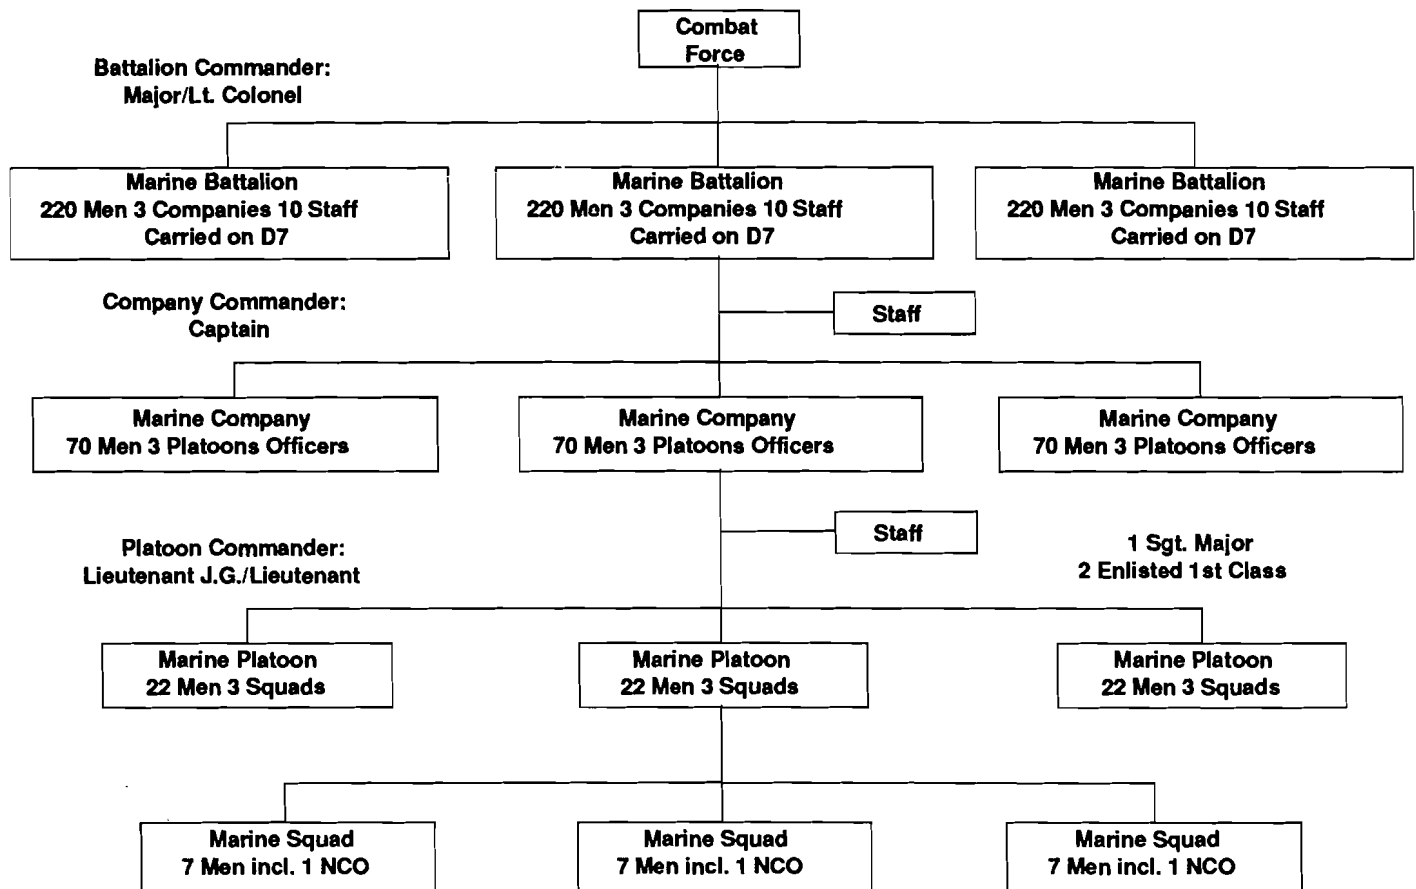 Combat
Force
Battalion Commander:
Major/Lt. Colonel
Marine Battalion
220 Men 3 Companies 10 Staff
Carried on D7
Marine Battalion
220 Men 3 Companies 10 Staff
Carried on D7
Marine Battalion
220 Men 3 Companies 10 Staff
Carried on D7
Company Commander:
Captain
Staff
Marine Company
70 Men 3 Platoons Officers
Marine Company
70 Men 3 Platoons Officers
Marine Company
70 Men 3 Platoons Officers
Platoon Commander:
Lieutenant J.G./Lieutenant
Staff
1 Sgt. Major
2 Enlisted 1st Class
Marine Platoon
22 Men 3 Squads
Marine Platoon
22 Men 3 Squads
Marine Platoon
22 Men 3 Squads
Marine Squad
7 Men incl. 1 NCO
Marine Squad
7 Men incl. 1 NCO
Marine Squad
7 Men incl. 1 NCO